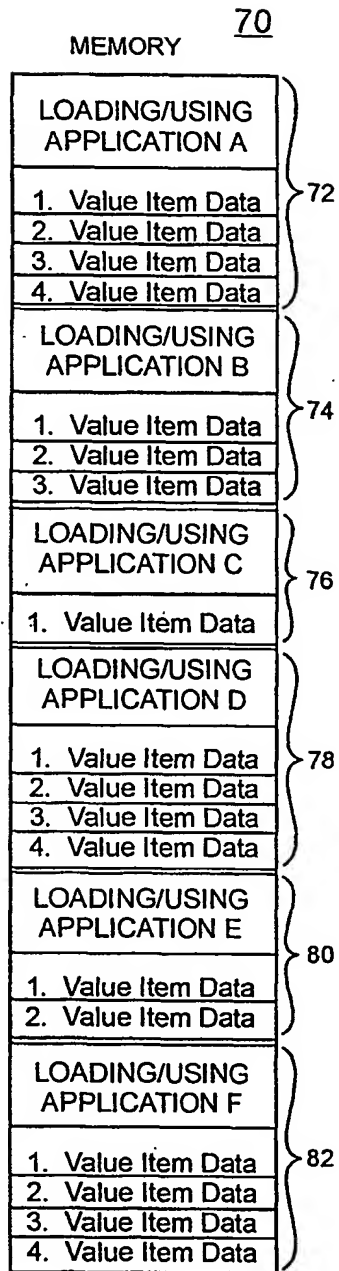 70
MEMORY
LOADING/USING
APPLICATION A
1. Value Item Data
2. Value Item Data
3. Value Item Data
4. Value Item Data
72
LOADING/USING
APPLICATION B
1. Value Item Data
2. Value Item Data
3. Value Item Data
74
LOADING/USING
APPLICATION C
1. Value Item Data
76
LOADING/USING
APPLICATION D
1. Value Item Data
2. Value Item Data
3. Value Item Data
4. Value Item Data
78
LOADING/USING
APPLICATION E
1. Value Item Data
2. Value Item Data
80
LOADING/USING
APPLICATION F
1. Value Item Data
2. Value Item Data
3. Value Item Data
4. Value Item Data
82